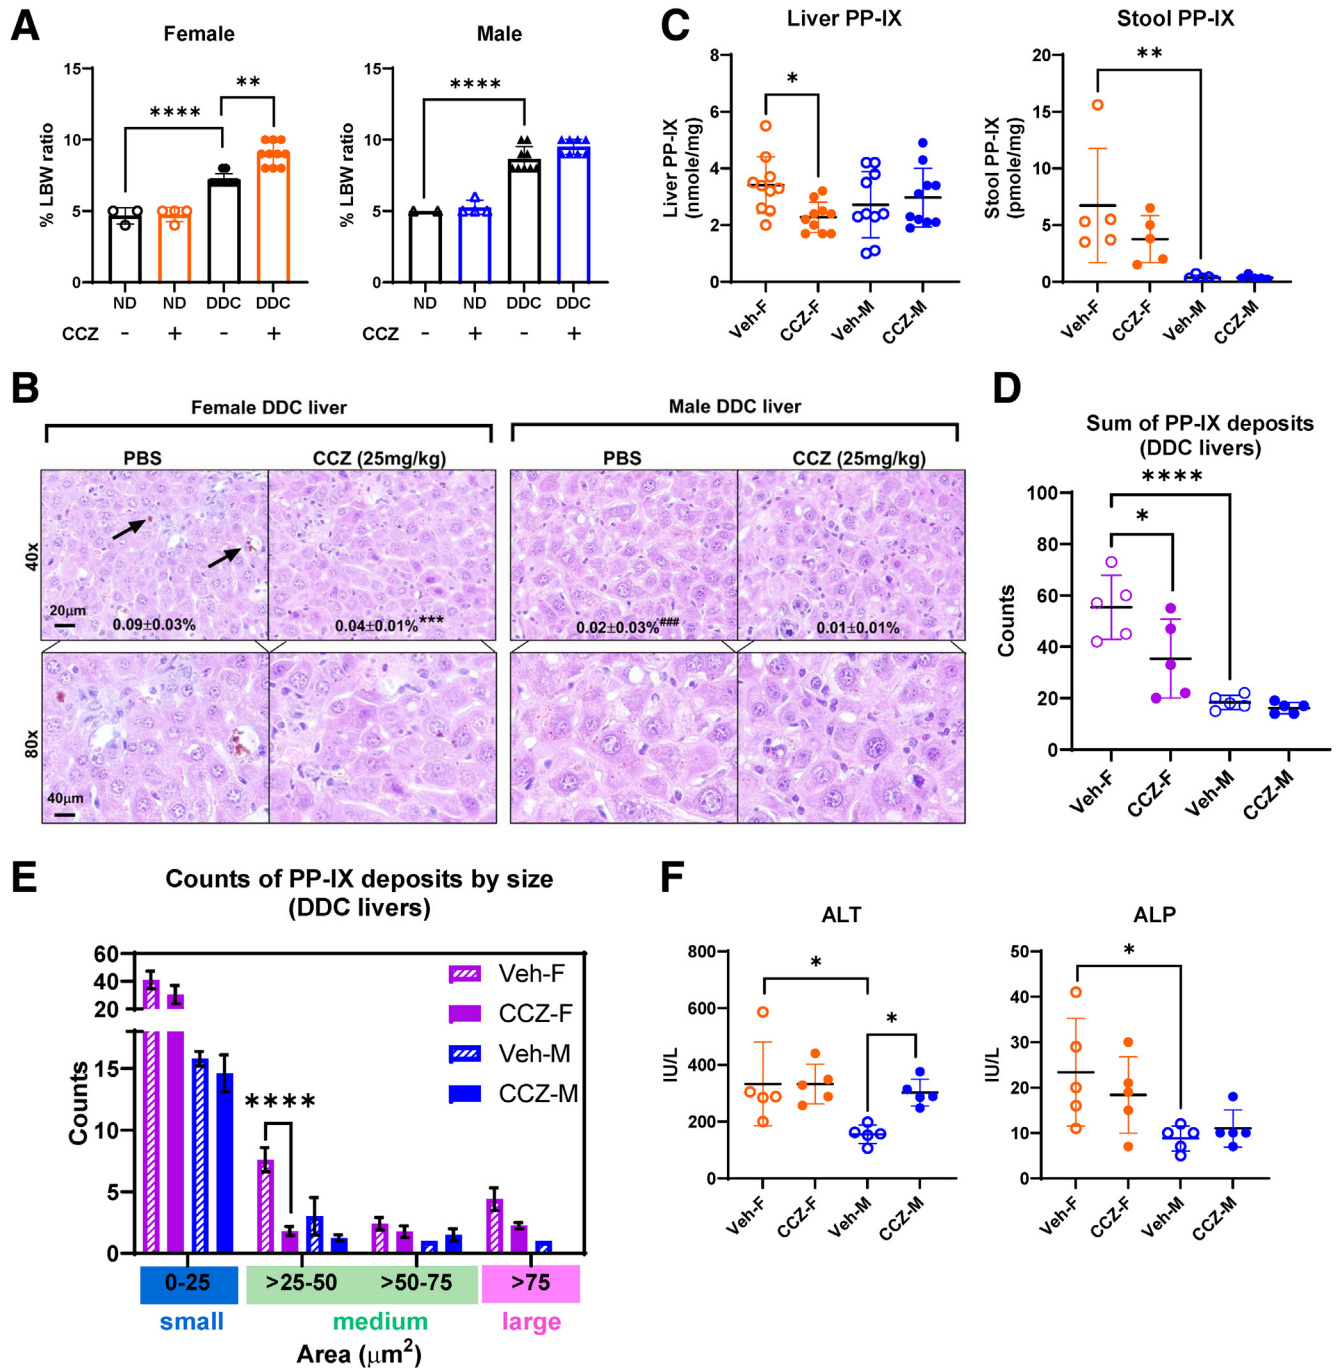 A
Female
% LBW ratio
15
10
5
0
****
**
ND ND DDC DDC
CCZ - + - +
Male
% LBW ratio
15
10
5
0
****
ND ND DDC DDC
CCZ - + - +
C
Liver PP-IX
Liver PP-IX
(nmole/mg)
8
6
4
2
0
*
Veh-F CCZ-F Veh-M CCZ-M
Stool PP-IX
Stool PP-IX
(pmole/mg)
20
15
10
5
0
**
Veh-F CCZ-F Veh-M CCZ-M
B
Female DDC liver
Male DDC liver
PBS CCZ (25mg/kg) PBS CCZ (25mg/kg)
40x
20μm
0.09±0.03% 0.04±0.01%*** 0.02±0.03%### 0.01±0.01%
80x
40μm
D
Sum of PP-IX deposits
(DDC livers)
Counts
100
80
60
40
20
0
****
*
Veh-F CCZ-F Veh-M CCZ-M
E
Counts of PP-IX deposits by size
(DDC livers)
Counts
60
40
20
15
10
5
0
****
Veh-F
CCZ-F
Veh-M
CCZ-M
0-25 >25-50 >50-75 >75
small medium large
Area (μm²)
F
ALT
IU/L
800
600
400
200
0
*
*
Veh-F CCZ-F Veh-M CCZ-M
ALP
IU/L
50
40
30
20
10
0
*
Veh-F CCZ-F Veh-M CCZ-M